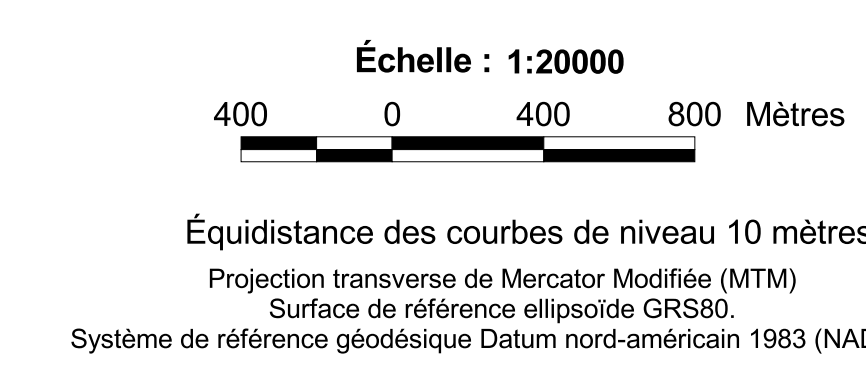 Échelle : 1:20000
400 0 400 800 Mètres
Équidistance des courbes de niveau 10 mètres
Projection transverse de Mercator Modifiée (MTM)
Surface de référence ellipsoïde GRS80.
Système de référence géodésique Datum nord-américain 1983 (NAD